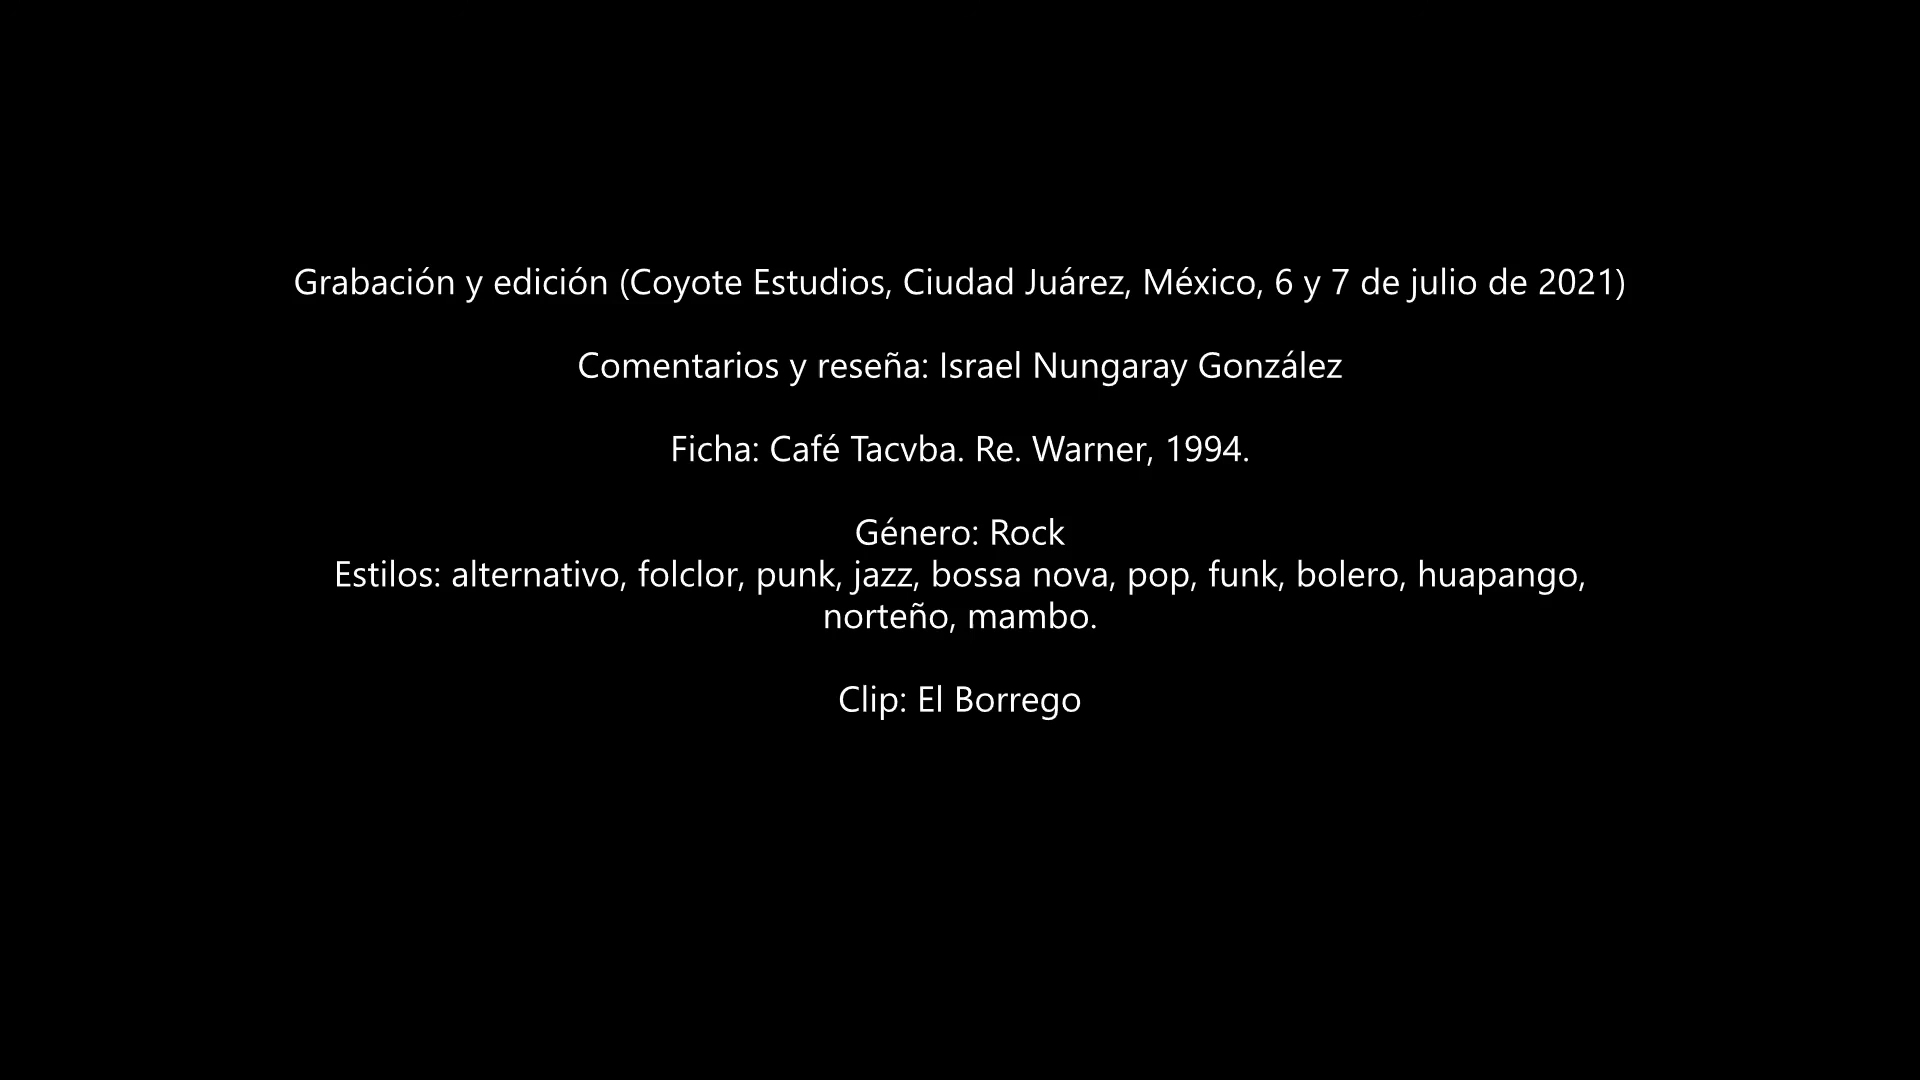 Grabación y edición (Coyote Estudios, Ciudad Juárez, México, 6 y 7 de julio de 2021)
Comentarios y reseña: Israel Nungaray González
Ficha: Café Tacvba. Re. Warner, 1994.
Género: Rock
Estilos: alternativo, folclor, punk, jazz, bossa nova, pop, funk, bolero, huapango,
norteño, mambo.
Clip: El Borrego